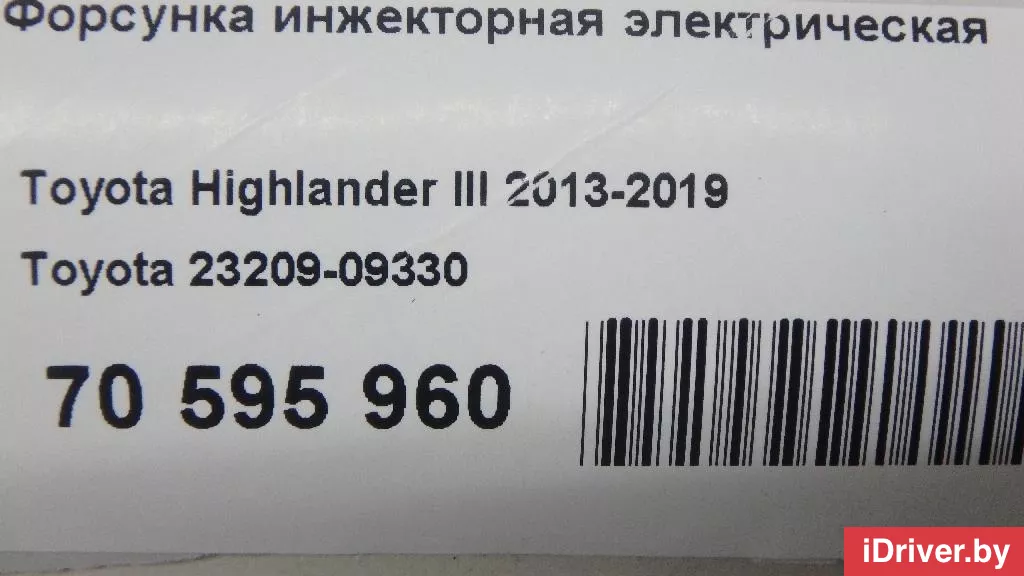 Форсунка инжекторная электрическая
Toyota Highlander III 2013-2019
Toyota 23209-09330
70 595 960
iDriver.by